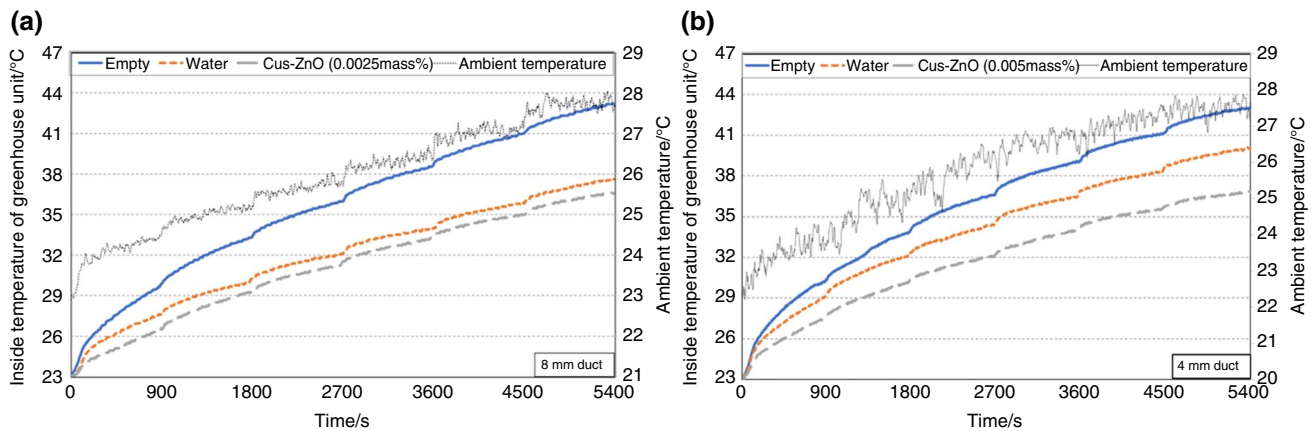 (a)
Inside temperature of greenhouse unit/°C
47
44
41
38
35
32
29
26
23
Empty Water Cus-ZnO (0.0025mass%) Ambient temperature
29
28
27
26
25
24
23
22
21
Ambient temperature/°C
8 mm duct
0 900 1800 2700 3600 4500 5400
Time/s
(b)
Inside temperature of greenhouse unit/°C
47
44
41
38
35
32
29
26
23
Empty Water Cus-ZnO (0.005mass%) Ambient temperature
29
28
27
26
25
24
23
22
21
20
Ambient temperature/°C
4 mm duct
0 900 1800 2700 3600 4500 5400
Time/s